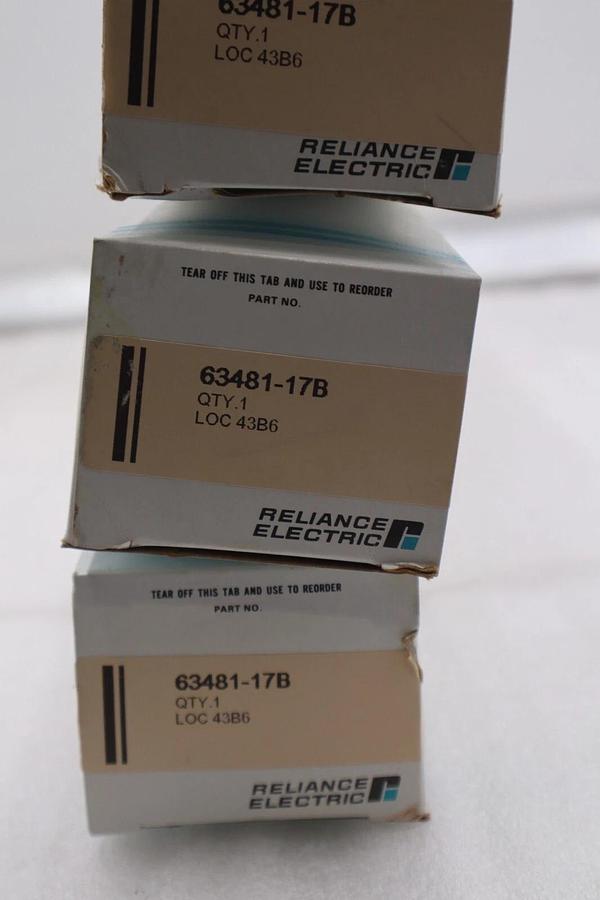 63481-17B
QTY.1
LOC 43B6
RELIANCE
ELECTRIC
TEAR OFF THIS TAB AND USE TO REORDER
PART NO.
63481-17B
QTY.1
LOC 43B6
RELIANCE
ELECTRIC
TEAR OFF THIS TAB AND USE TO REORDER
PART NO.
63481-17B
QTY.1
LOC 43B6
RELIANCE
ELECTRIC